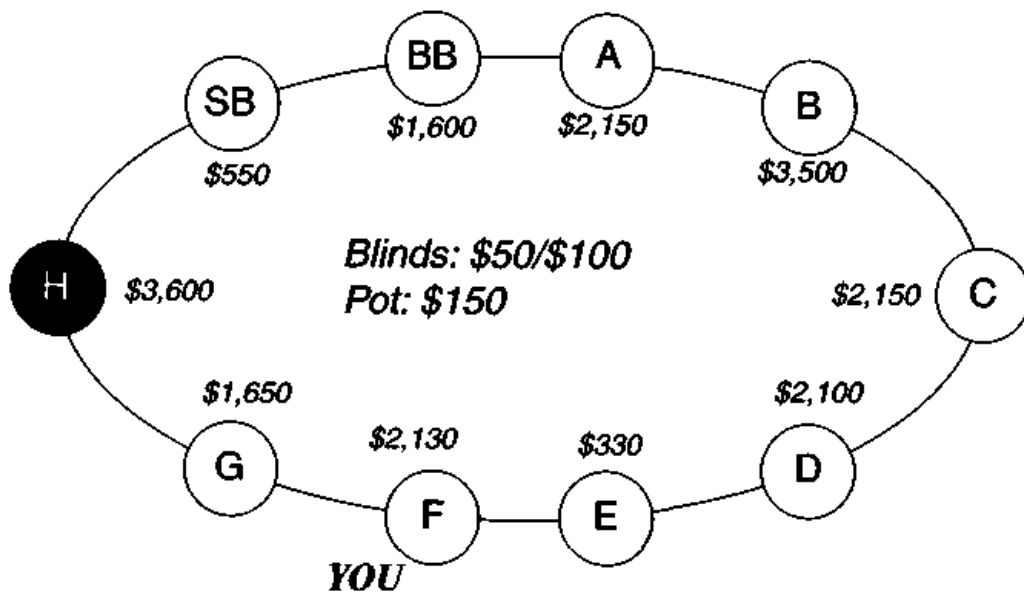 BB
A
SB
B
$1,600
$2,150
$550
$3,500
Blinds: $50/$100
Pot: $150
H
$3,600
$2,150
C
$1,650
$2,130
$330
$2,100
G
F
E
D
YOU